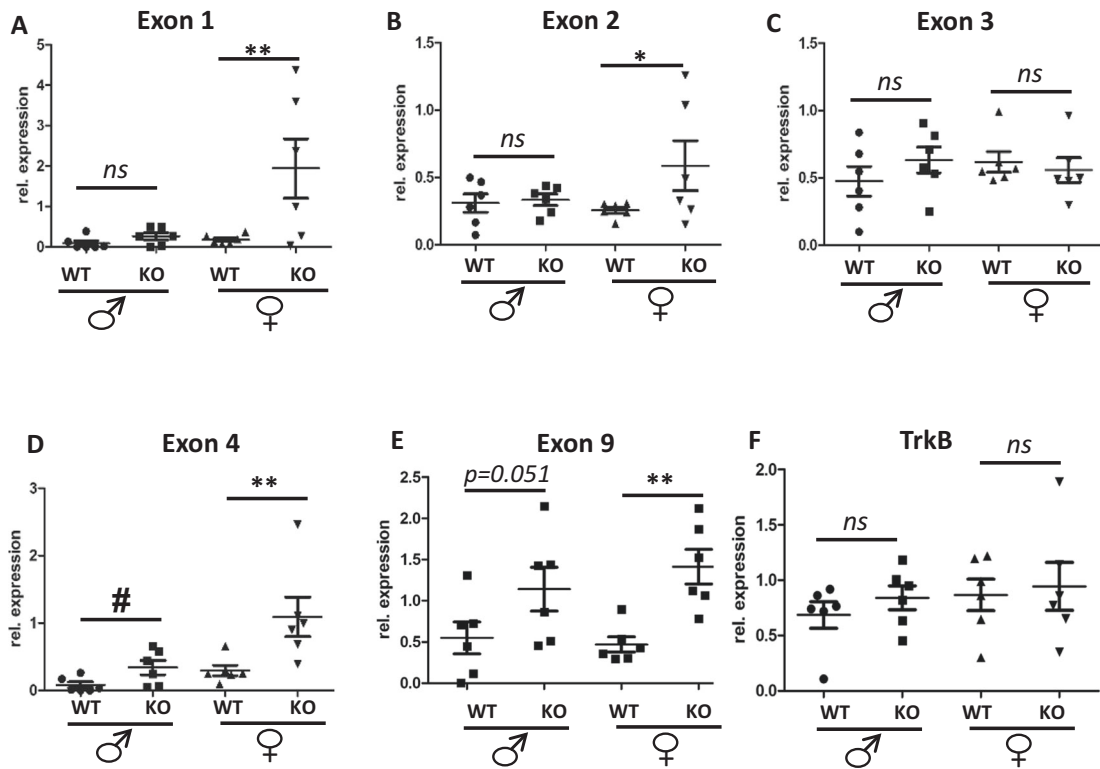 A
Exon 1
rel. expression
5
4
3
2
1
0
ns
**
WT KO WT KO
♂ ♀
B
Exon 2
rel. expression
1.5
1.0
0.5
0.0
ns
*
WT KO WT KO
♂ ♀
C
Exon 3
rel. expression
1.5
1.0
0.5
0.0
ns
ns
WT KO WT KO
♂ ♀
D
Exon 4
rel. expression
3
2
1
0
#
**
WT KO WT KO
♂ ♀
E
Exon 9
rel. expression
2.5
2.0
1.5
1.0
0.5
0.0
p=0.051
**
WT KO WT KO
♂ ♀
F
TrkB
rel. expression
2.0
1.5
1.0
0.5
0.0
ns
ns
WT KO WT KO
♂ ♀